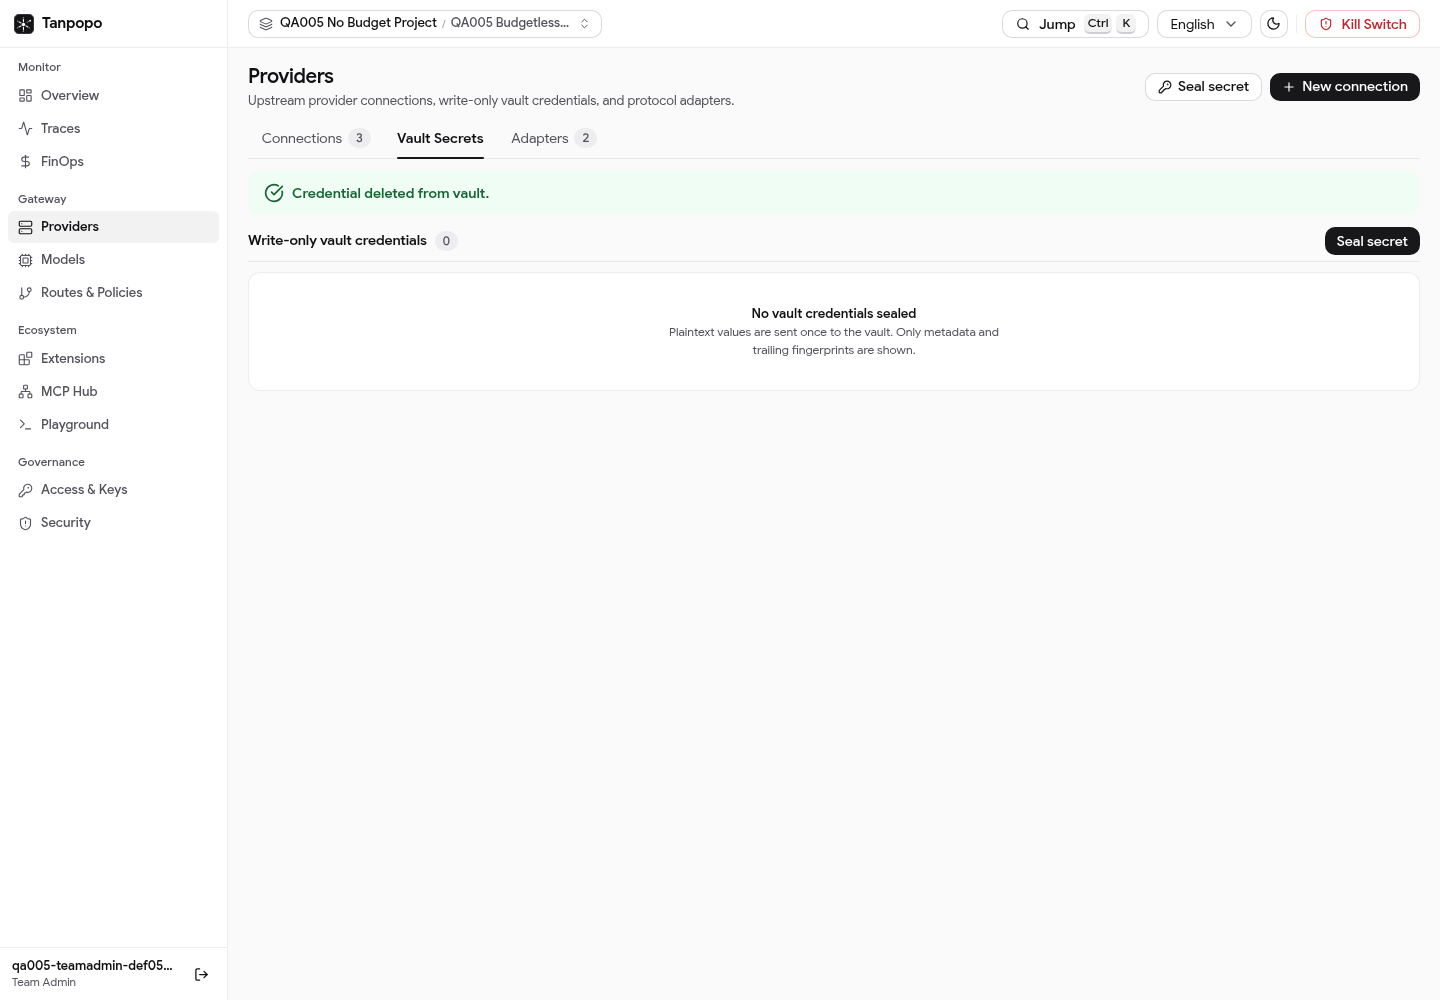 Tanpopo
QA005 No Budget Project / QA005 Budgetless...
Jump Ctrl K
English
Kill Switch
Monitor
Overview
Traces
FinOps
Gateway
Providers
Models
Routes & Policies
Ecosystem
Extensions
MCP Hub
Playground
Governance
Access & Keys
Security
qa005-teamadmin-def05...
Team Admin
Providers
Upstream provider connections, write-only vault credentials, and protocol adapters.
Seal secret
New connection
Connections 3
Vault Secrets
Adapters 2
Credential deleted from vault.
Write-only vault credentials 0
Seal secret
No vault credentials sealed
Plaintext values are sent once to the vault. Only metadata and
trailing fingerprints are shown.